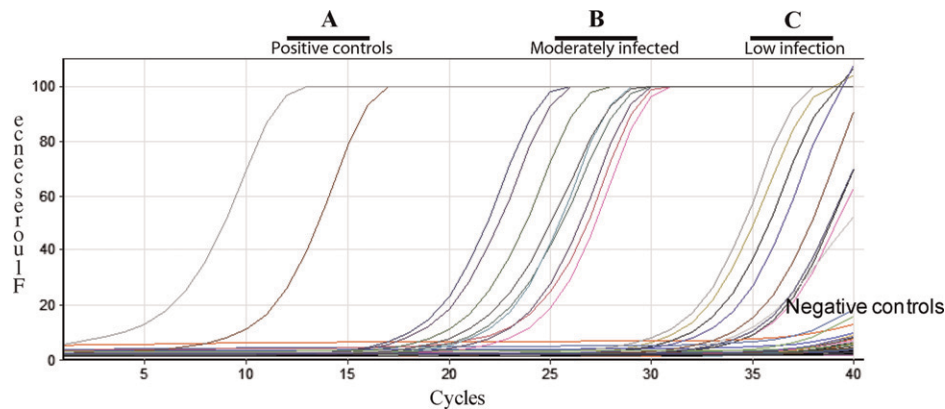 A B C
Positive controls Moderately infected Low infection
100
80
60
40
20
0
ecnecseroulF
Negative controls
5 10 15 20 25 30 35 40
Cycles